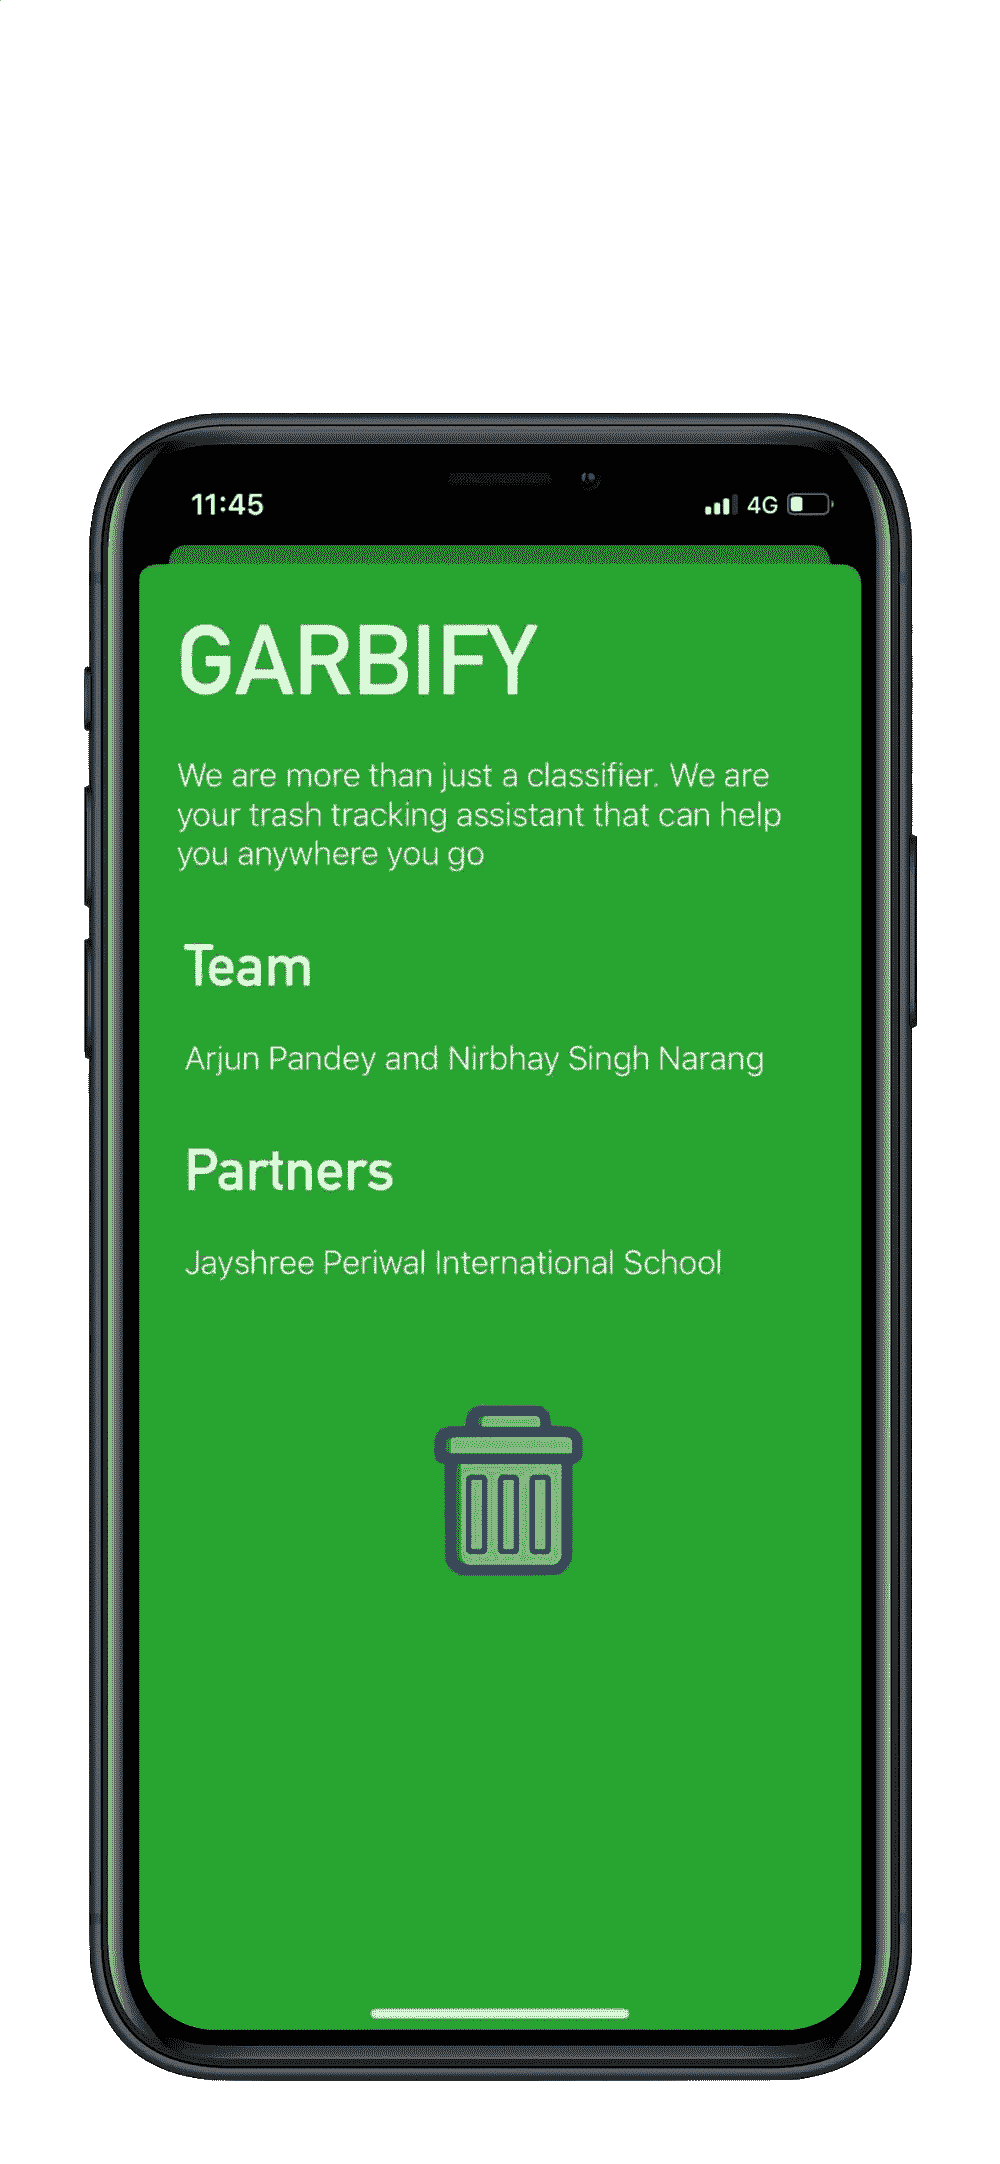 11:45 4G
GARBIFY
We are more than just a classifier. We are
your trash tracking assistant that can help
you anywhere you go
Team
Arjun Pandey and Nirbhay Singh Narang
Partners
Jayshree Periwal International School